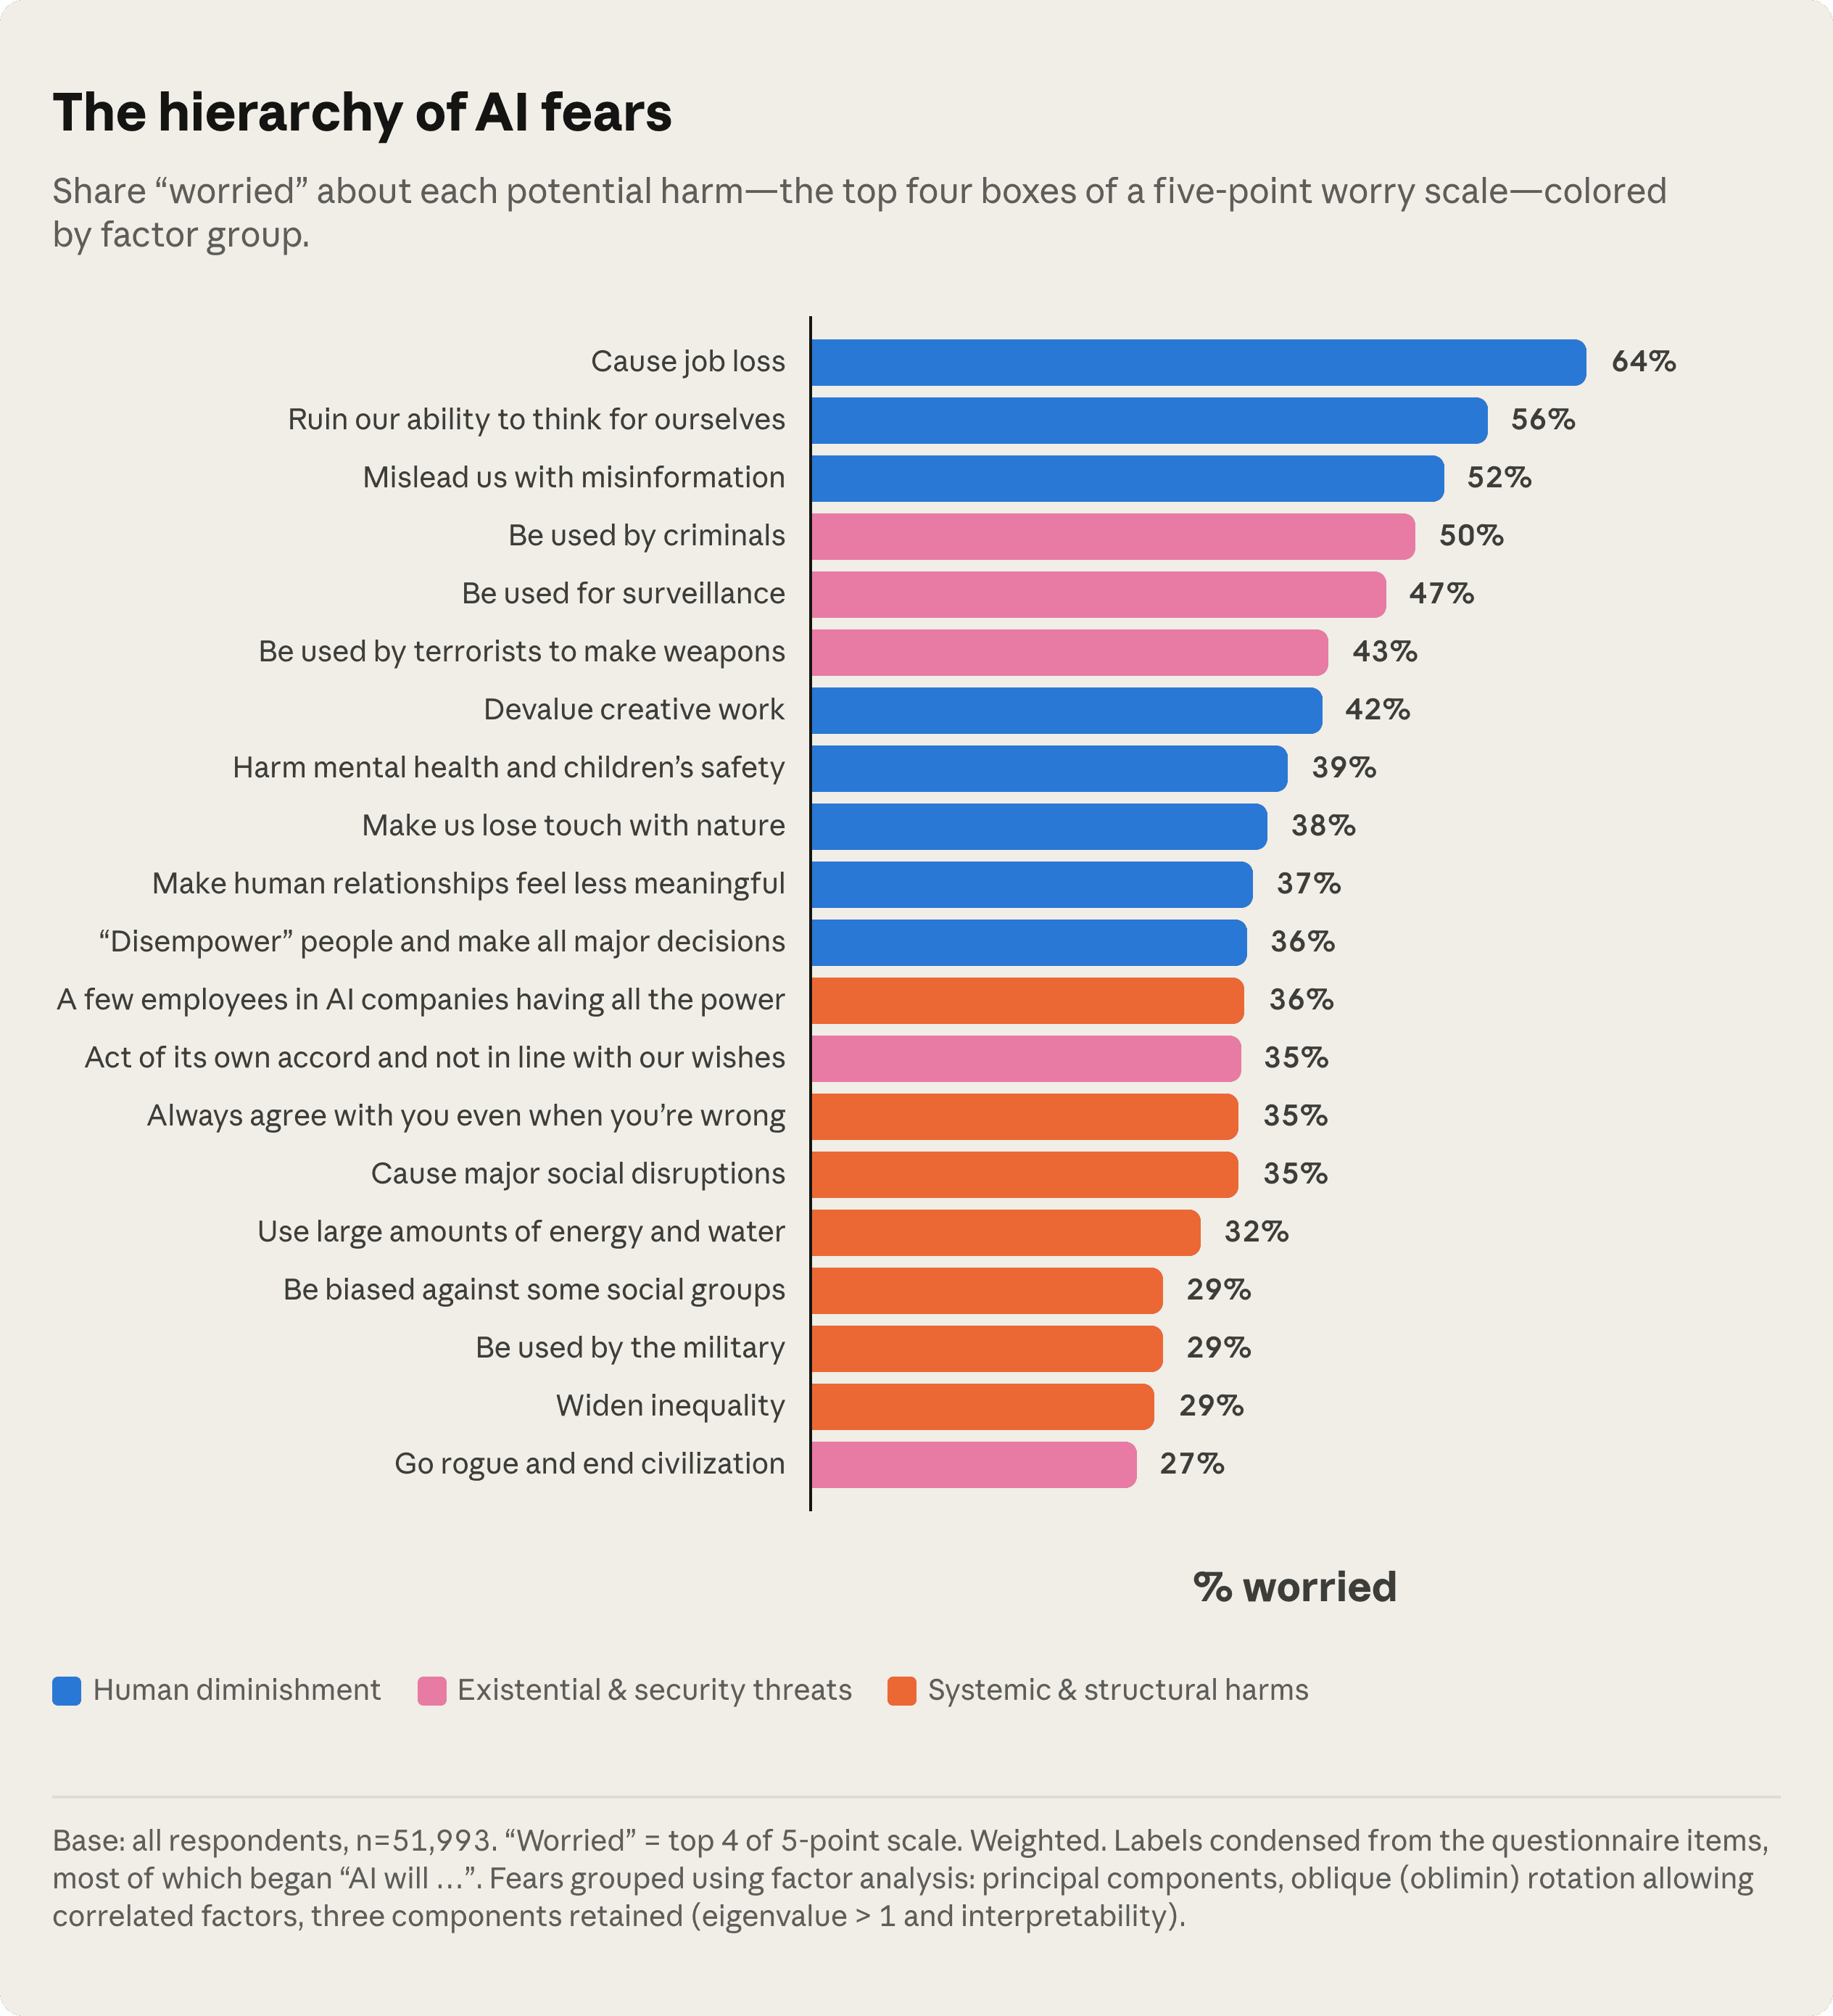 The hierarchy of AI fears
Share “worried” about each potential harm—the top four boxes of a five-point worry scale—colored
by factor group.
Cause job loss 64%
Ruin our ability to think for ourselves 56%
Mislead us with misinformation 52%
Be used by criminals 50%
Be used for surveillance 47%
Be used by terrorists to make weapons 43%
Devalue creative work 42%
Harm mental health and children’s safety 39%
Make us lose touch with nature 38%
Make human relationships feel less meaningful 37%
“Disempower” people and make all major decisions 36%
A few employees in AI companies having all the power 36%
Act of its own accord and not in line with our wishes 35%
Always agree with you even when you’re wrong 35%
Cause major social disruptions 35%
Use large amounts of energy and water 32%
Be biased against some social groups 29%
Be used by the military 29%
Widen inequality 29%
Go rogue and end civilization 27%
% worried
Human diminishment Existential & security threats Systemic & structural harms
Base: all respondents, n=51,993. “Worried” = top 4 of 5-point scale. Weighted. Labels condensed from the questionnaire items,
most of which began “AI will …”. Fears grouped using factor analysis: principal components, oblique (oblimin) rotation allowing
correlated factors, three components retained (eigenvalue > 1 and interpretability).